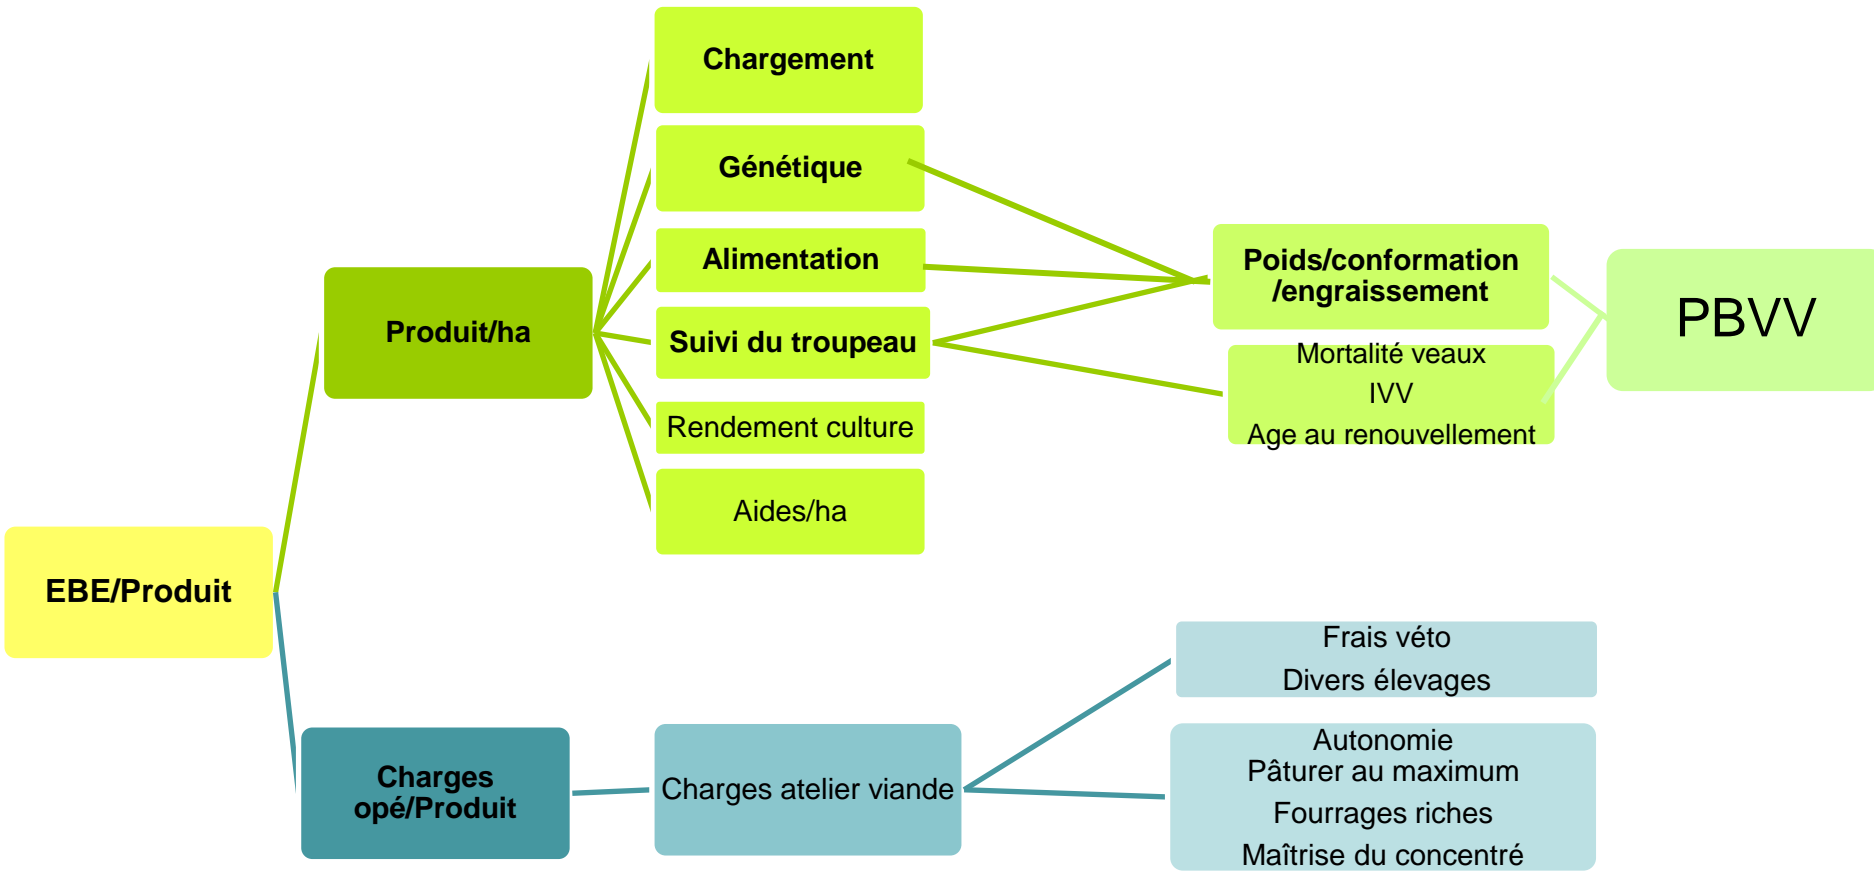 Chargement
Génétique
Alimentation
Suivi du troupeau
Rendement culture
Aides/ha
Produit/ha
Poids/conformation
/engraissement
Mortalité veaux
IVV
Age au renouvellement
PBVV
EBE/Produit
Charges
opé/Produit
Charges atelier viande
Frais véto
Divers élevages
Autonomie
Pâturer au maximum
Fourrages riches
Maîtrise du concentré